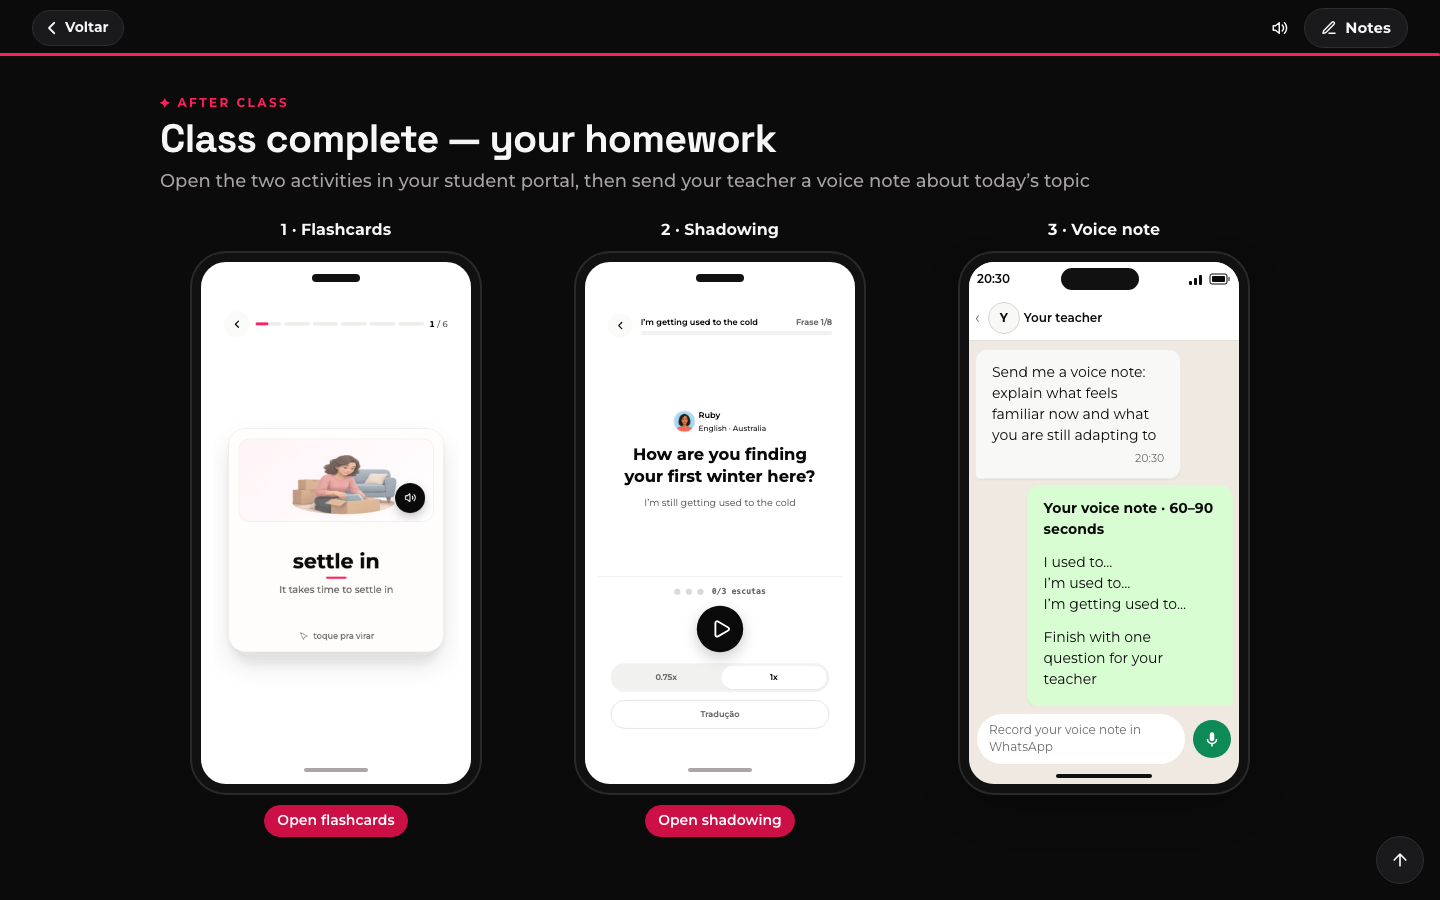 Voltar
Notes
AFTER CLASS
Class complete — your homework
Open the two activities in your student portal, then send your teacher a voice note about today's topic
1 · Flashcards
1 / 6
settle in
It takes time to settle in
toque pra virar
Open flashcards
2 · Shadowing
I'm getting used to the cold
Frase 1/8
Ruby
English · Australia
How are you finding
your first winter here?
I'm still getting used to the cold
0/3 escutas
0.75x
1x
Tradução
Open shadowing
3 · Voice note
20:30
Y
Your teacher
Send me a voice note:
explain what feels
familiar now and what
you are still adapting to
20:30
Your voice note · 60–90
seconds
I used to...
I'm used to...
I'm getting used to...
Finish with one
question for your
teacher
Record your voice note in
WhatsApp